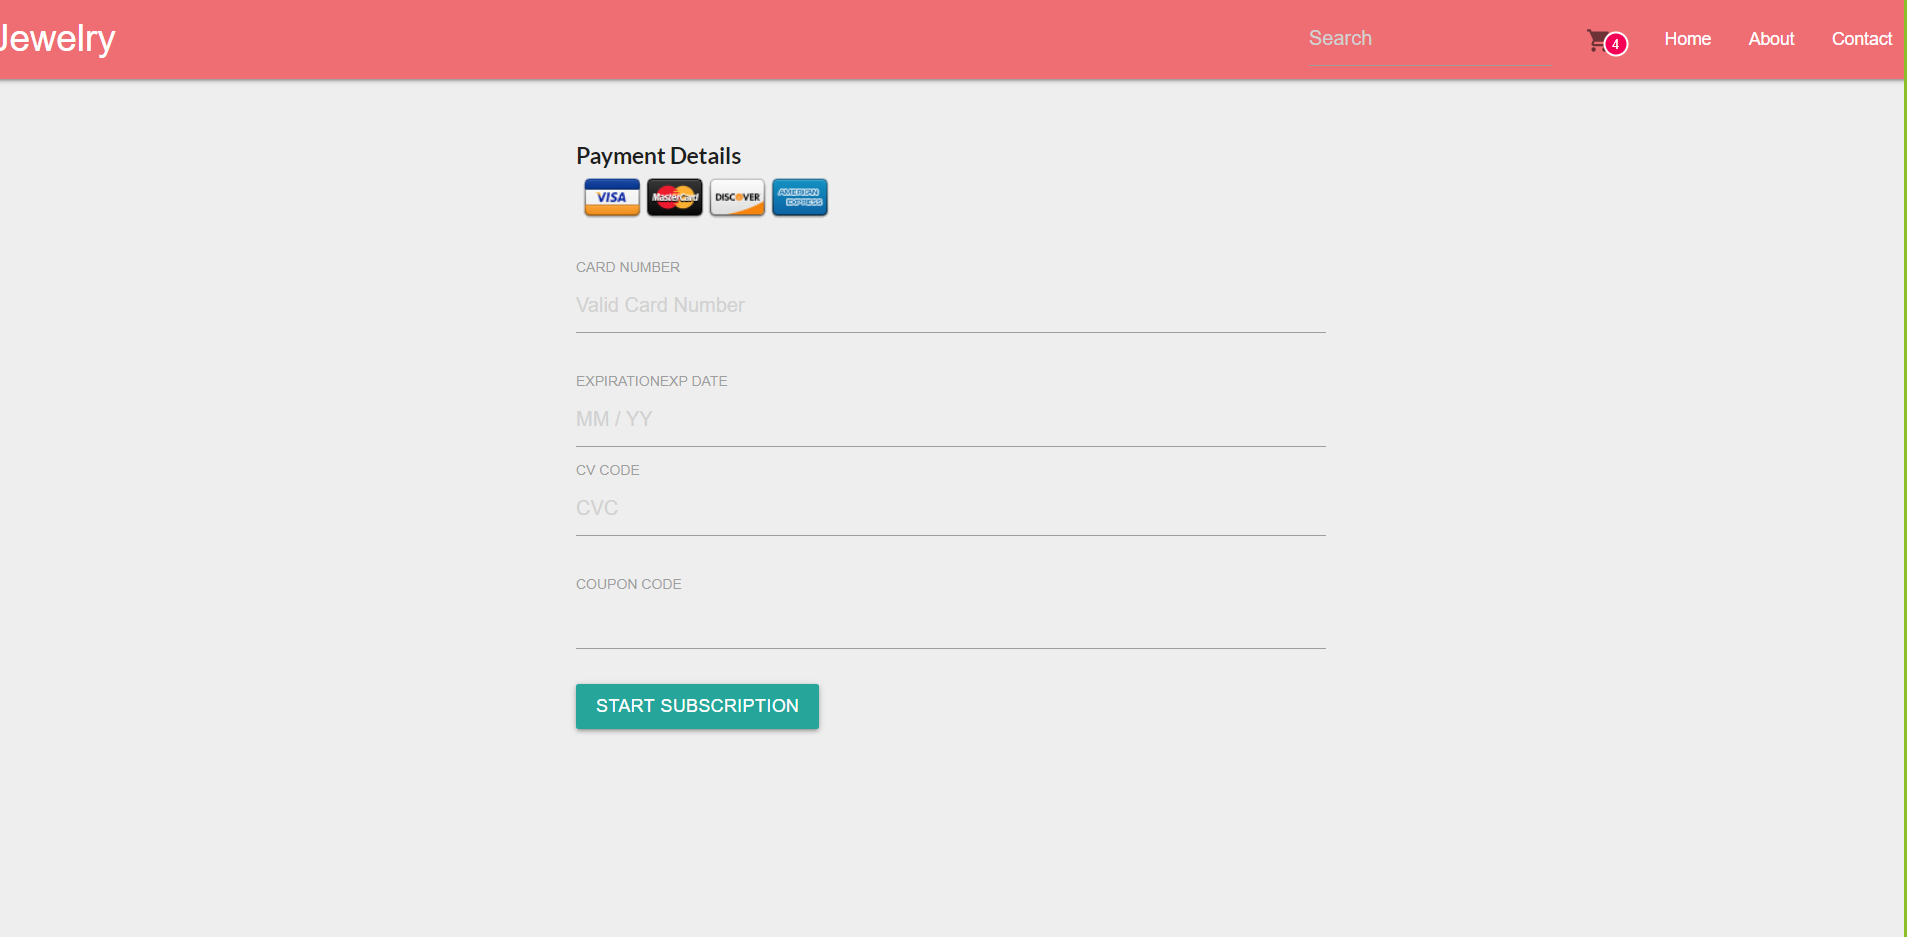 Jewelry
Search
4
Home
About
Contact
Payment Details
VISA
MasterCard
DISCOVER
AMERICAN
EXPRESS
CARD NUMBER
Valid Card Number
EXPIRATIONEXP DATE
MM / YY
CV CODE
CVC
COUPON CODE
START SUBSCRIPTION